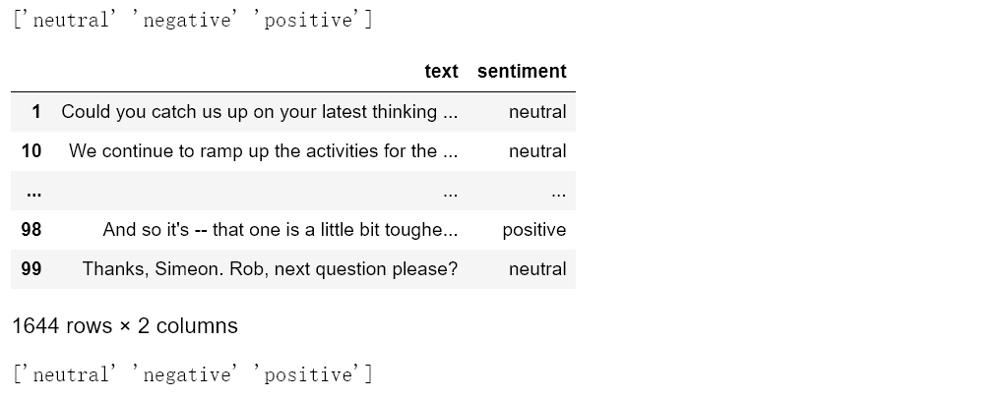 ['neutral' 'negative' 'positive']
text sentiment
1 Could you catch us up on your latest thinking ... neutral
10 We continue to ramp up the activities for the ... neutral
... ... ...
98 And so it's -- that one is a little bit toughe... positive
99 Thanks, Simeon. Rob, next question please? neutral
1644 rows × 2 columns
['neutral' 'negative' 'positive']